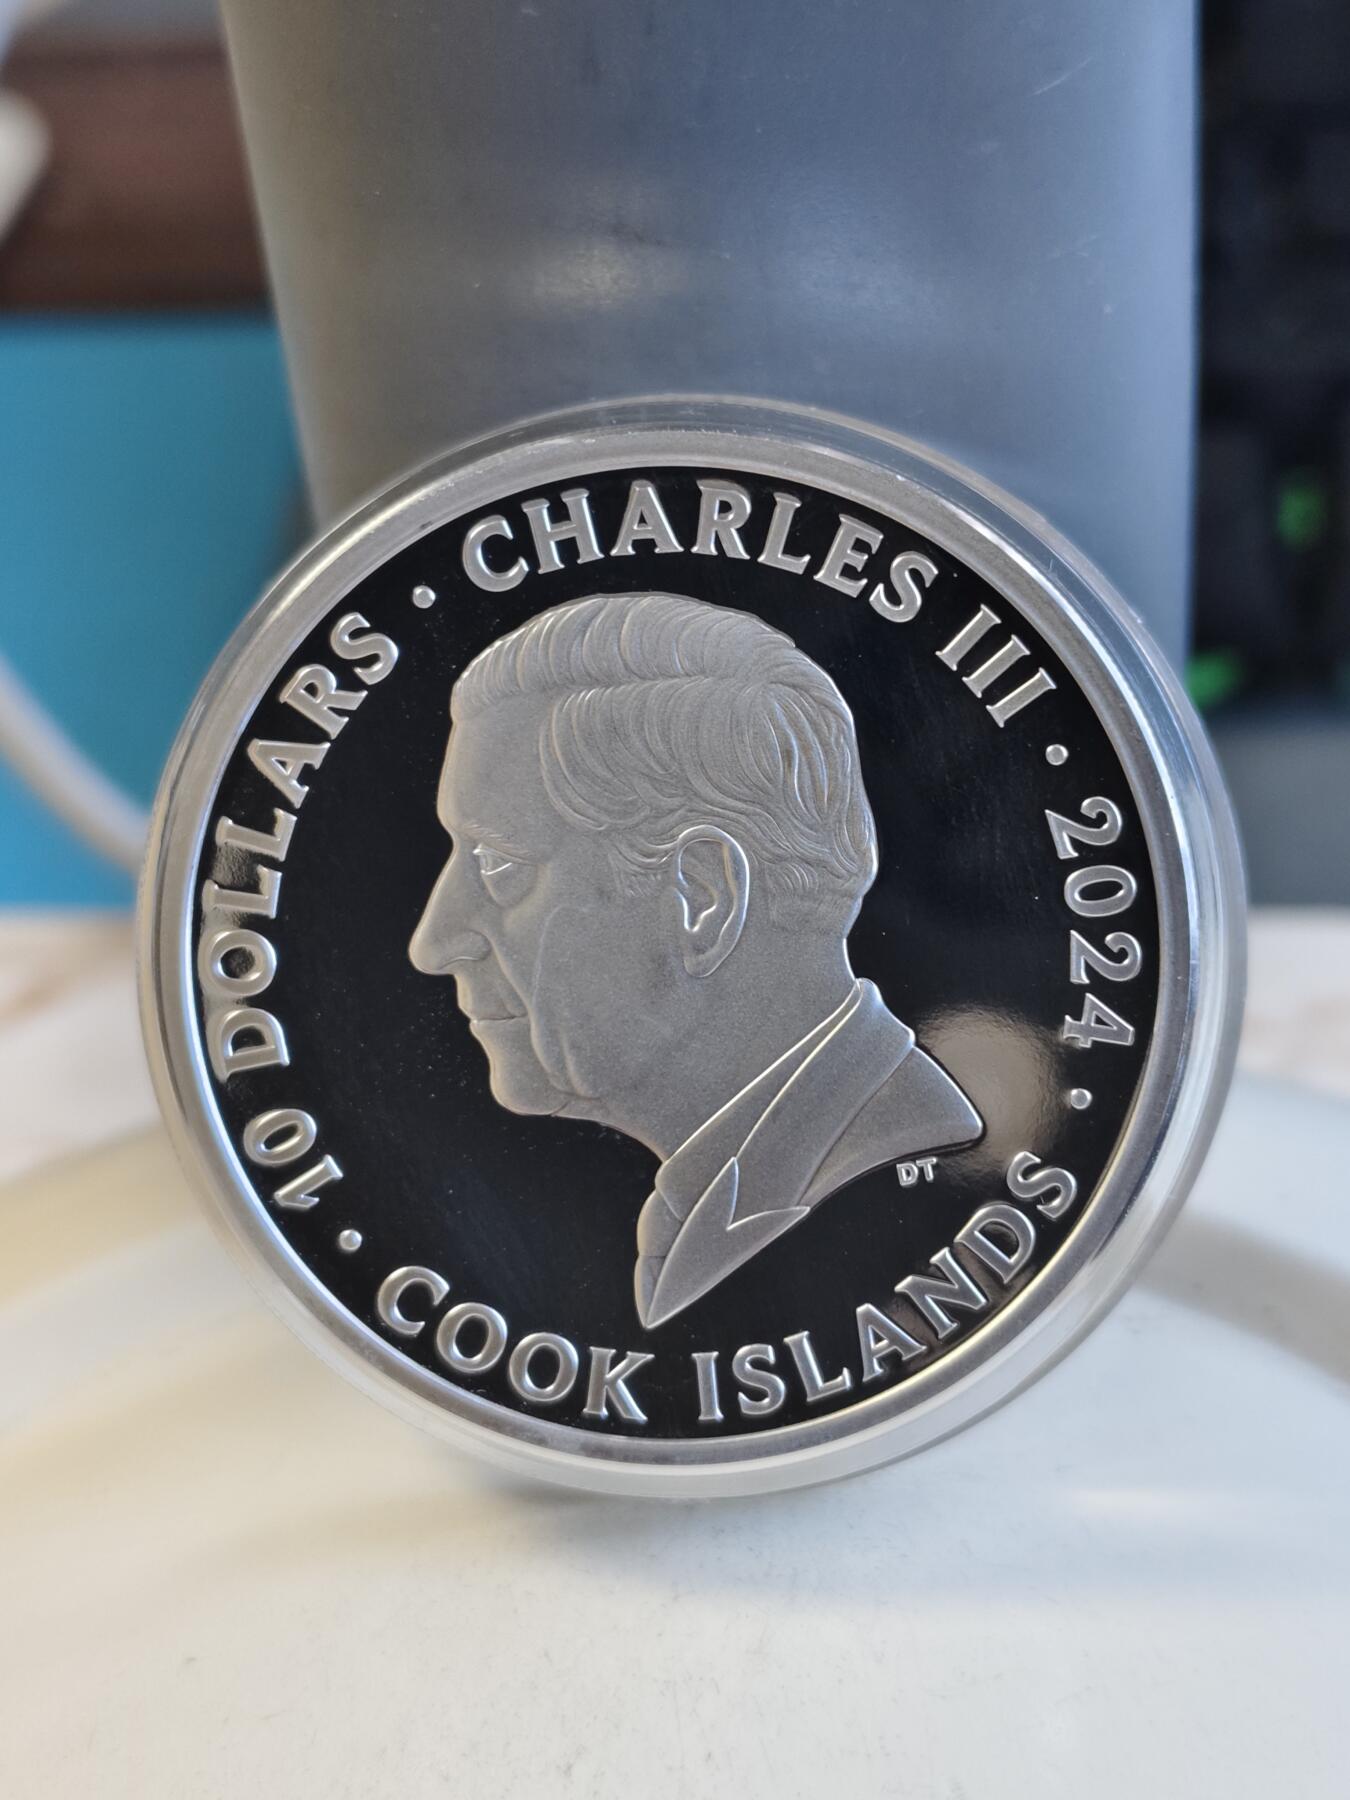 CHARLES III • 2024 • COOK ISLANDS • 10 DOLLARS •
DT